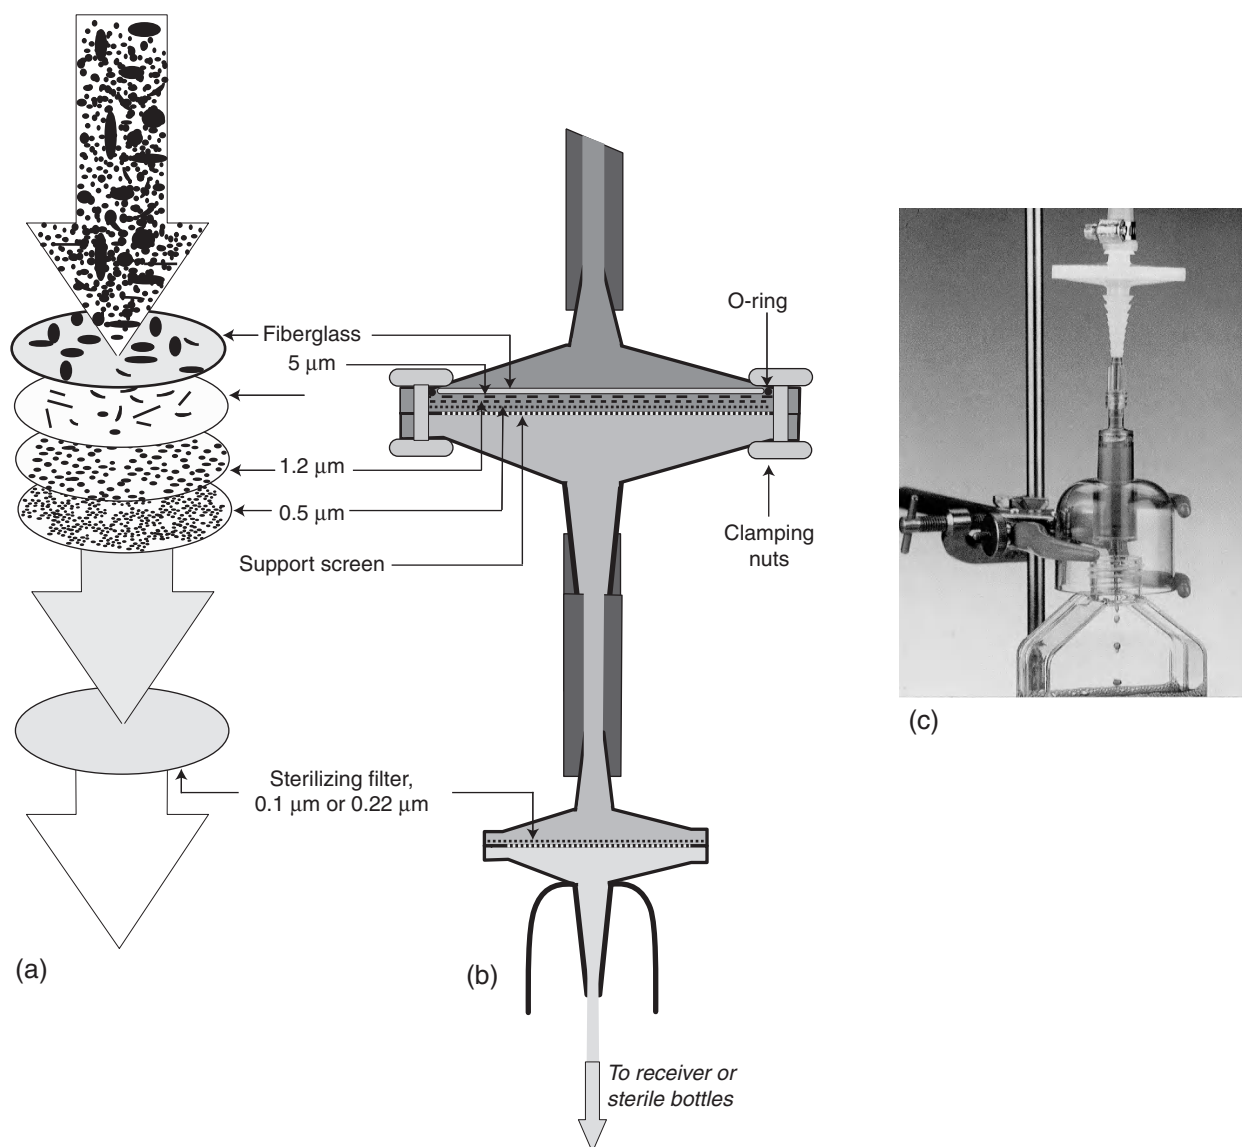 Fiberglass
5 μm
1.2 μm
0.5 μm
Support screen
O-ring
Clamping
nuts
Sterilizing filter,
0.1 μm or 0.22 μm
To receiver or
sterile bottles
(a)
(b)
(c)